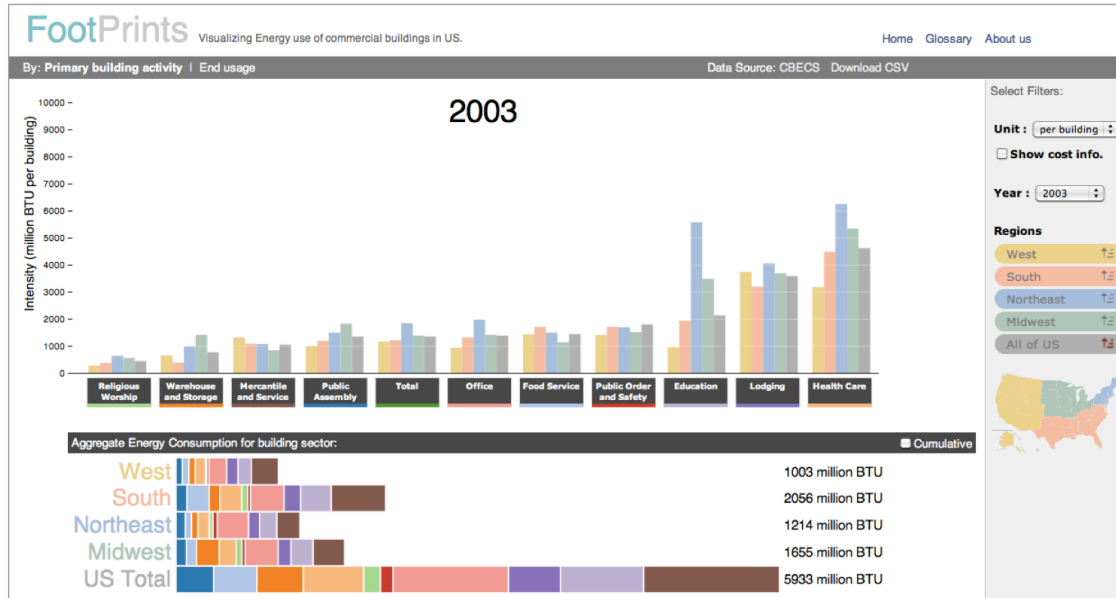 FootPrints Visualizing Energy use of commercial buildings in US.
Home Glossary About us
By: Primary building activity | End usage
Data Source: CBECS Download CSV
2003
Intensity (million BTU per building)
10000
9000
8000
7000
6000
5000
4000
3000
2000
1000
0
Religious Worship
Warehouse and Storage
Mercantile and Service
Public Assembly
Total
Office
Food Service
Public Order and Safety
Education
Lodging
Health Care
Select Filters:
Unit : per building
Show cost info.
Year : 2003
Regions
West
South
Northeast
Midwest
All of US
Aggregate Energy Consumption for building sector:
Cumulative
West 1003 million BTU
South 2056 million BTU
Northeast 1214 million BTU
Midwest 1655 million BTU
US Total 5933 million BTU